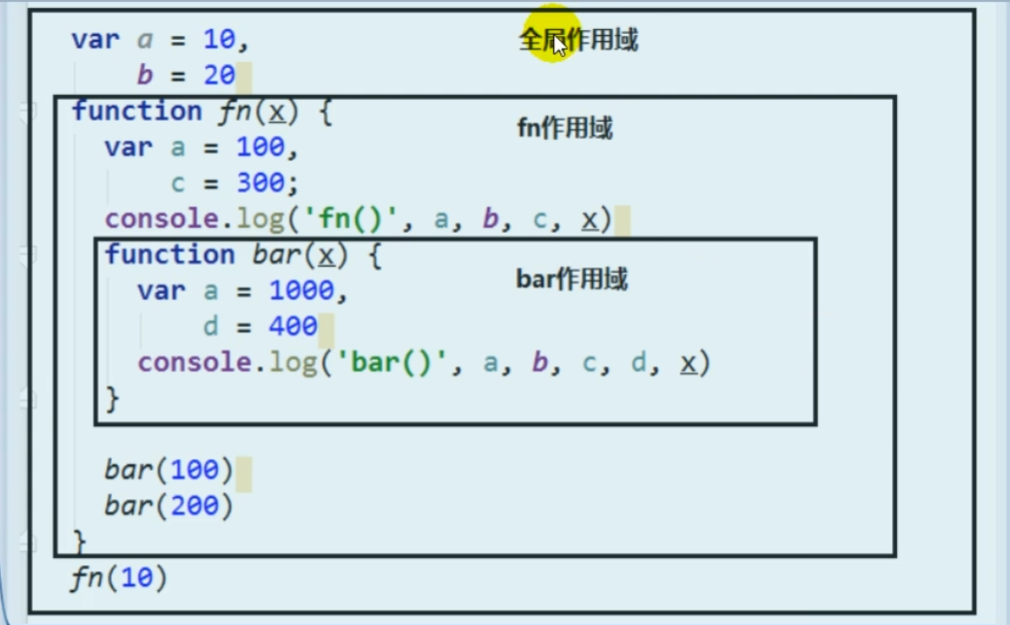 var a = 10, 全局作用域
b = 20
function fn(x) { fn作用域
var a = 100,
c = 300;
console.log('fn()', a, b, c, x)
function bar(x) { bar作用域
var a = 1000,
d = 400
console.log('bar()', a, b, c, d, x)
}
bar(100)
bar(200)
}
fn(10)